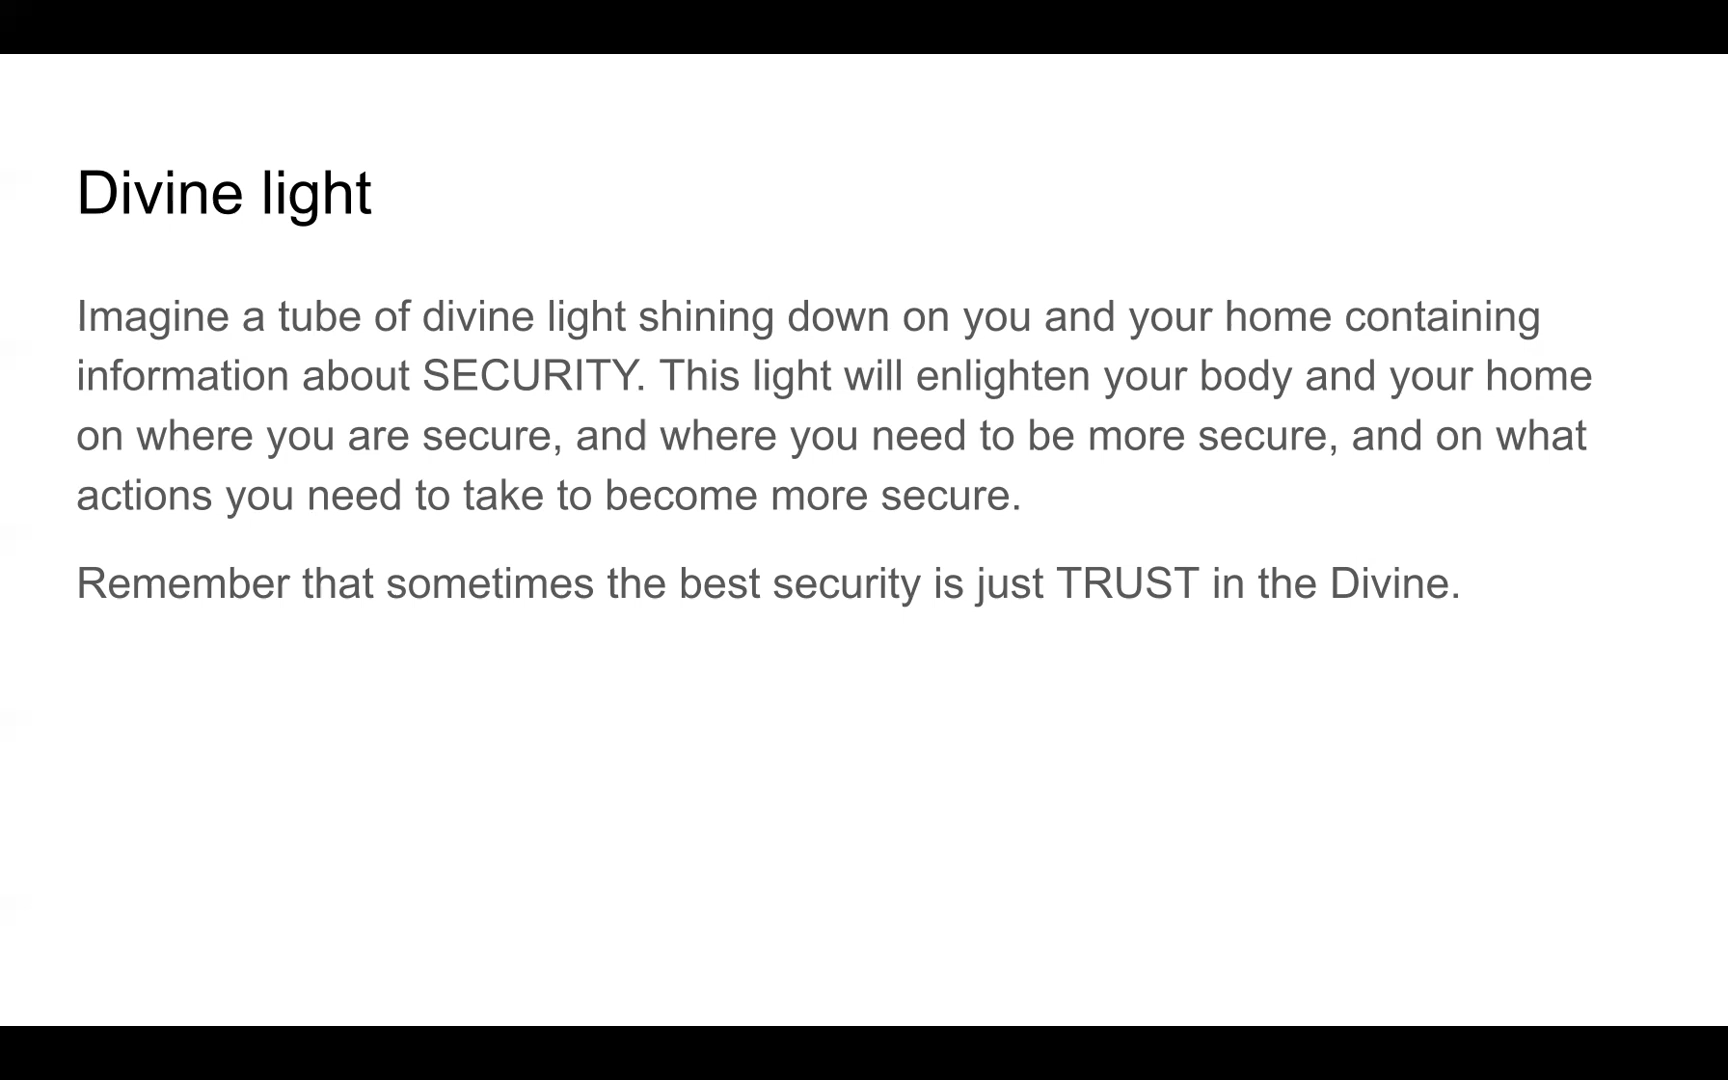 Divine light
Imagine a tube of divine light shining down on you and your home containing
information about SECURITY. This light will enlighten your body and your home
on where you are secure, and where you need to be more secure, and on what
actions you need to take to become more secure.
Remember that sometimes the best security is just TRUST in the Divine.